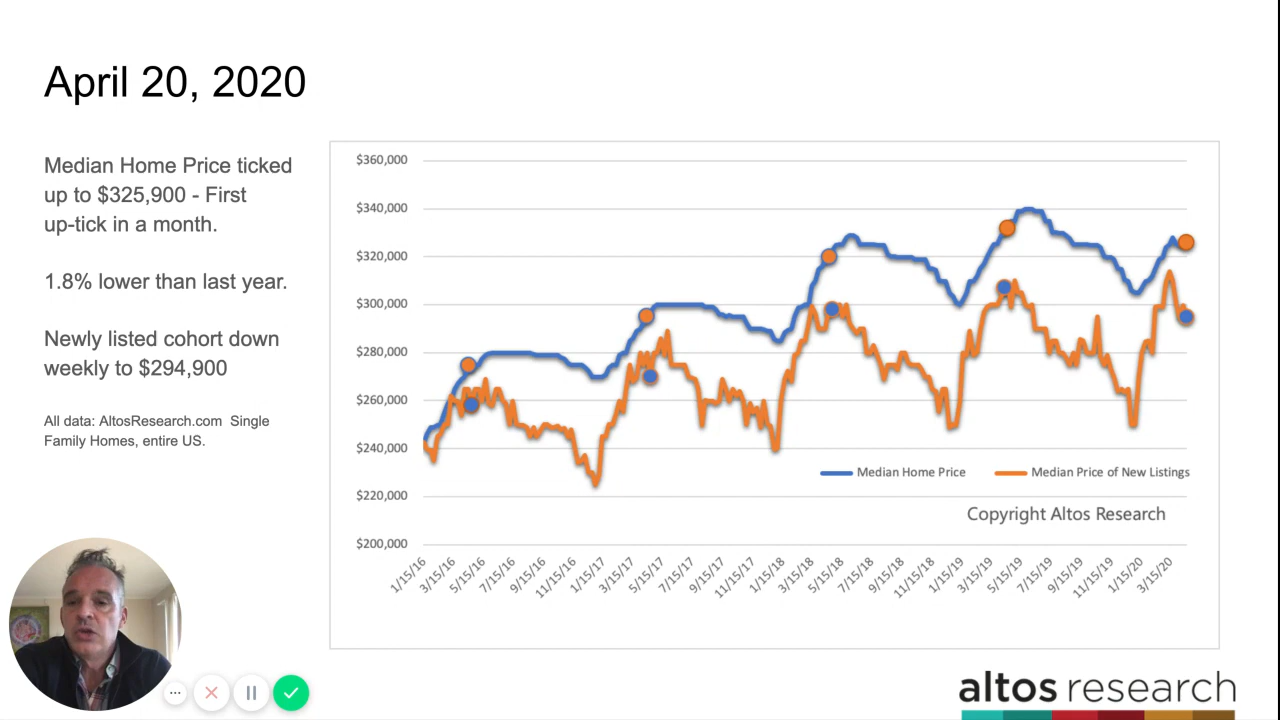 April 20, 2020
Median Home Price ticked
up to $325,900 - First
up-tick in a month.
1.8% lower than last year.
Newly listed cohort down
weekly to $294,900
All data: AltosResearch.com  Single
Family Homes, entire US.
$360,000
$340,000
$320,000
$300,000
$280,000
$260,000
$240,000
$220,000
$200,000
Median Home Price
Median Price of New Listings
Copyright Altos Research
1/15/16
3/15/16
5/15/16
7/15/16
9/15/16
11/15/16
1/15/17
3/15/17
5/15/17
7/15/17
9/15/17
11/15/17
1/15/18
3/15/18
5/15/18
7/15/18
9/15/18
11/15/18
1/15/19
3/15/19
5/15/19
7/15/19
9/15/19
11/15/19
1/15/20
3/15/20
altos research